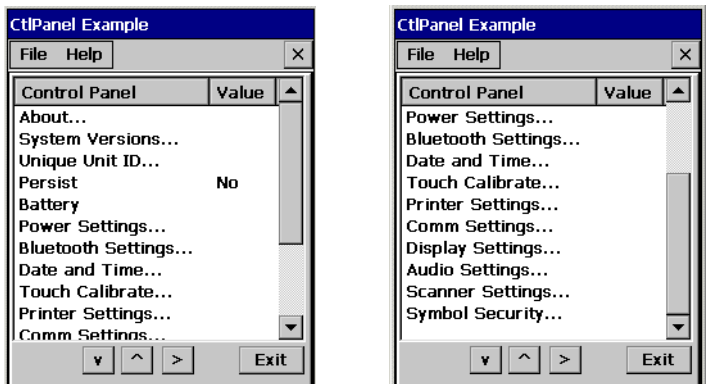 CtlPanel Example
File Help ×
Control Panel Value
About...
System Versions...
Unique Unit ID...
Persist No
Battery
Power Settings...
Bluetooth Settings...
Date and Time...
Touch Calibrate...
Printer Settings...
Comm Settings...
v ^ > Exit
CtlPanel Example
File Help ×
Control Panel Value
Power Settings...
Bluetooth Settings...
Date and Time...
Touch Calibrate...
Printer Settings...
Comm Settings...
Display Settings...
Audio Settings...
Scanner Settings...
Symbol Security...
v ^ > Exit